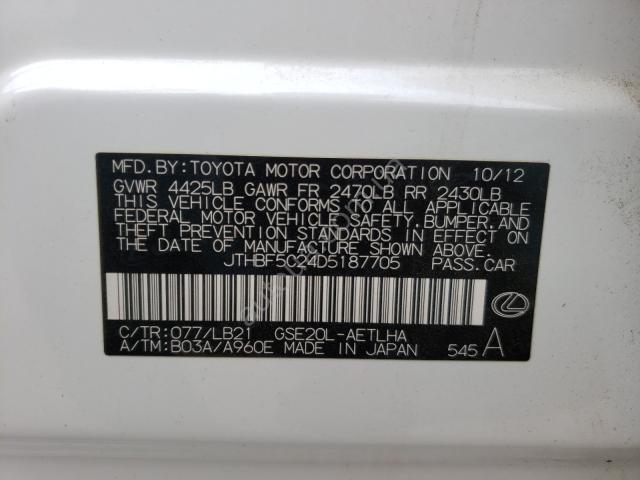 MFD.BY:TOYOTA MOTOR CORPORATION 10/12
GVWR 4425LB GAWR FR 2470LB RR 2430LB
THIS VEHICLE CONFORMS TO ALL APPLICABLE
FEDERAL MOTOR VEHICLE SAFETY, BUMPER, AND
THEFT PREVENTION STANDARDS IN EFFECT ON
THE DATE OF MANUFACTURE SHOWN ABOVE.
JTHBF5C24D5187705 PASS.CAR
C/TR:077/LB21 GSE20L-AETLHA
A/TM:B03A/A960E MADE IN JAPAN 545 A